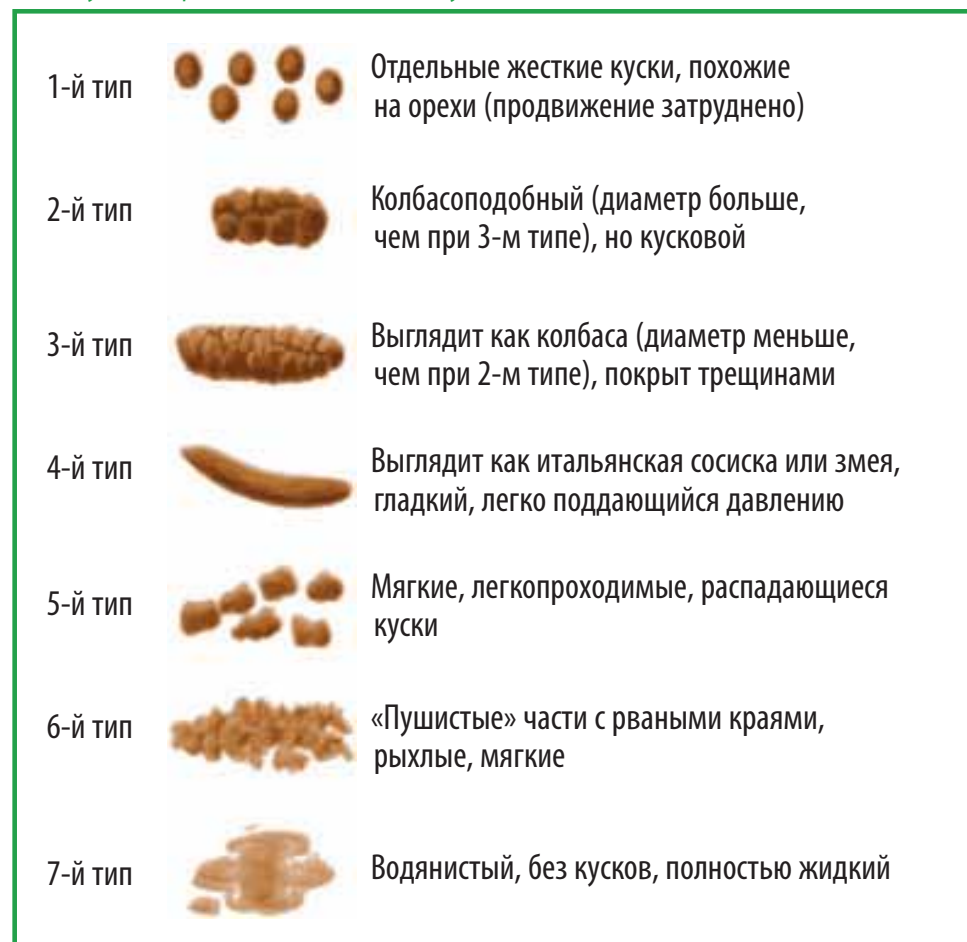 1-й тип
Отдельные жесткие куски, похожие
на орехи (продвижение затруднено)
2-й тип
Колбасоподобный (диаметр больше,
чем при 3-м типе), но кусковой
3-й тип
Выглядит как колбаса (диаметр меньше,
чем при 2-м типе), покрыт трещинами
4-й тип
Выглядит как итальянская сосиска или змея,
гладкий, легко поддающийся давлению
5-й тип
Мягкие, легкопроходимые, распадающиеся
куски
6-й тип
«Пушистые» части с рваными краями,
рыхлые, мягкие
7-й тип
Водянистый, без кусков, полностью жидкий